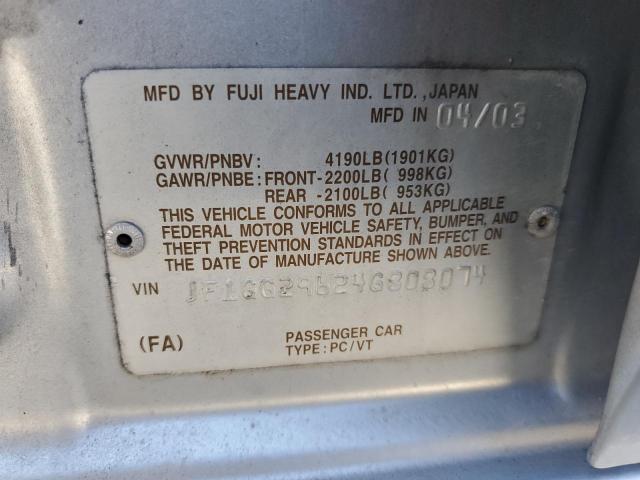 MFD BY FUJI HEAVY IND. LTD. ,JAPAN
MFD IN 04/03
GVWR/PNBV: 4190LB(1901KG)
GAWR/PNBE: FRONT-2200LB( 998KG)
REAR -2100LB( 953KG)
THIS VEHICLE CONFORMS TO ALL APPLICABLE
FEDERAL MOTOR VEHICLE SAFETY, BUMPER, AND
THEFT PREVENTION STANDARDS IN EFFECT ON
THE DATE OF MANUFACTURE SHOWN ABOVE.
VIN JF1GG29624G808074
(FA) PASSENGER CAR
TYPE: PC/VT